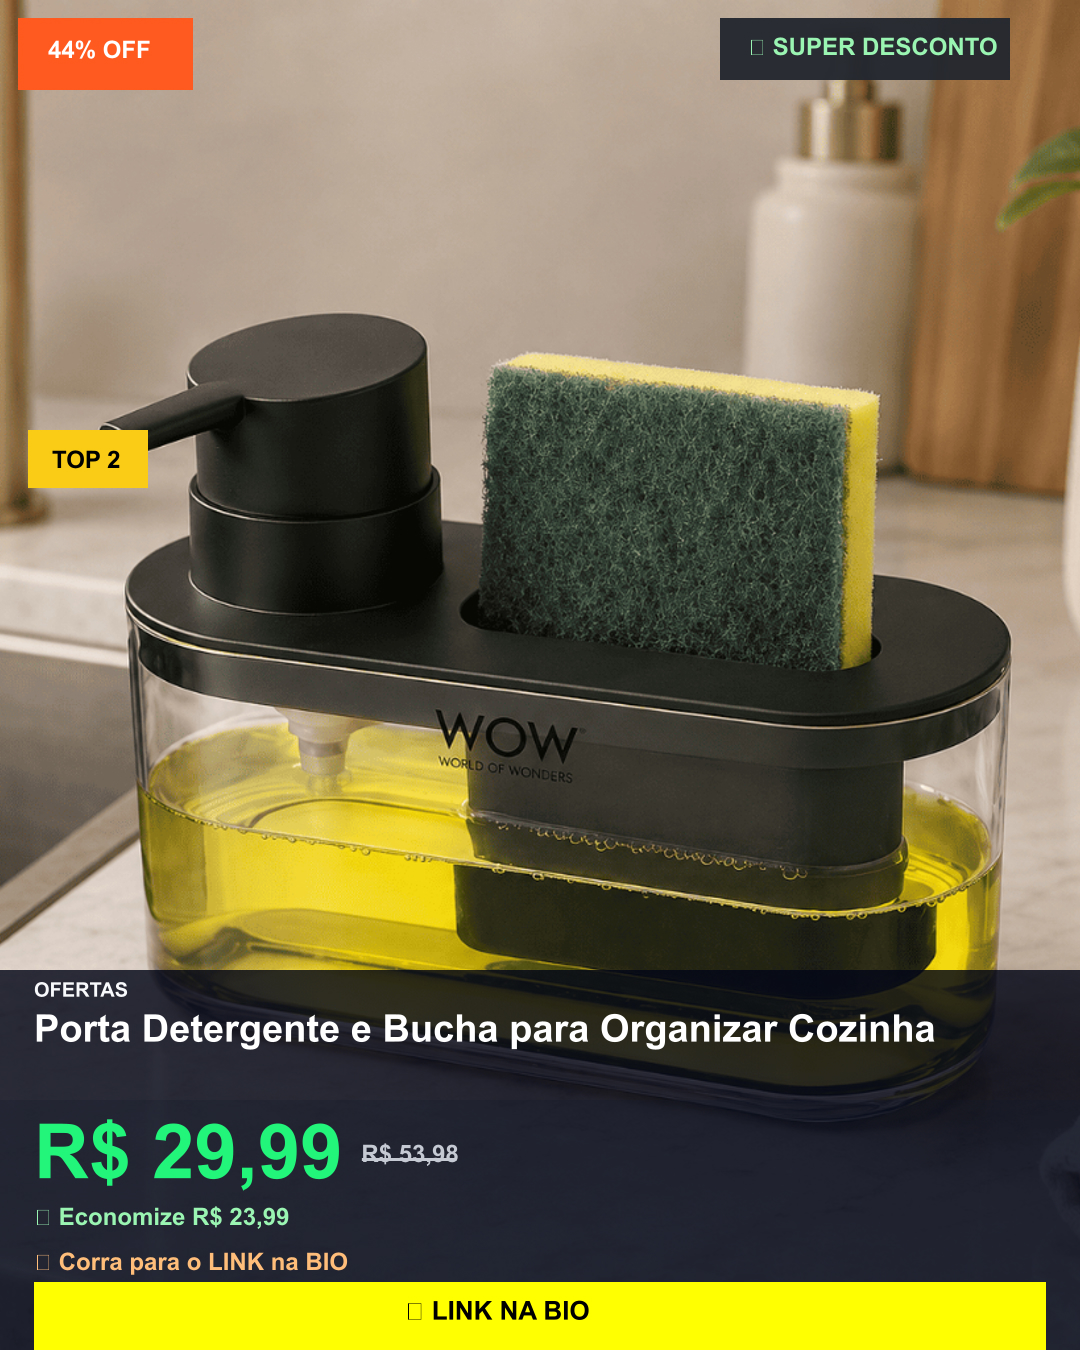 44% OFF
SUPER DESCONTO
TOP 2
WOW
WORLD OF WONDERS
OFERTAS
Porta Detergente e Bucha para Organizar Cozinha
R$ 29,99 R$ 53,98
Economize R$ 23,99
Corra para o LINK na BIO
LINK NA BIO